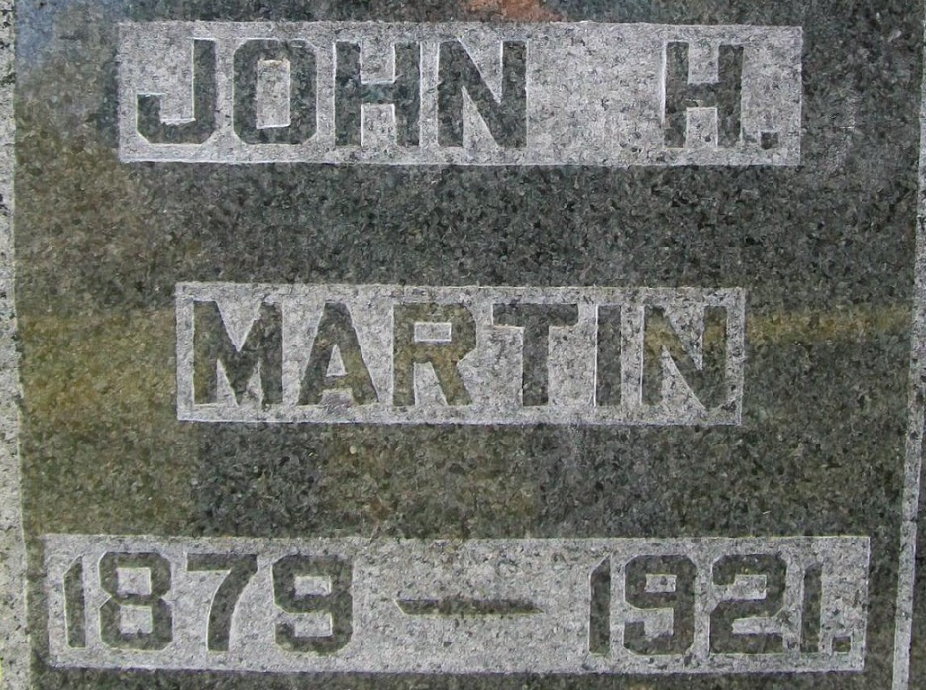 JOHN H.
MARTIN
1879 — 1921.